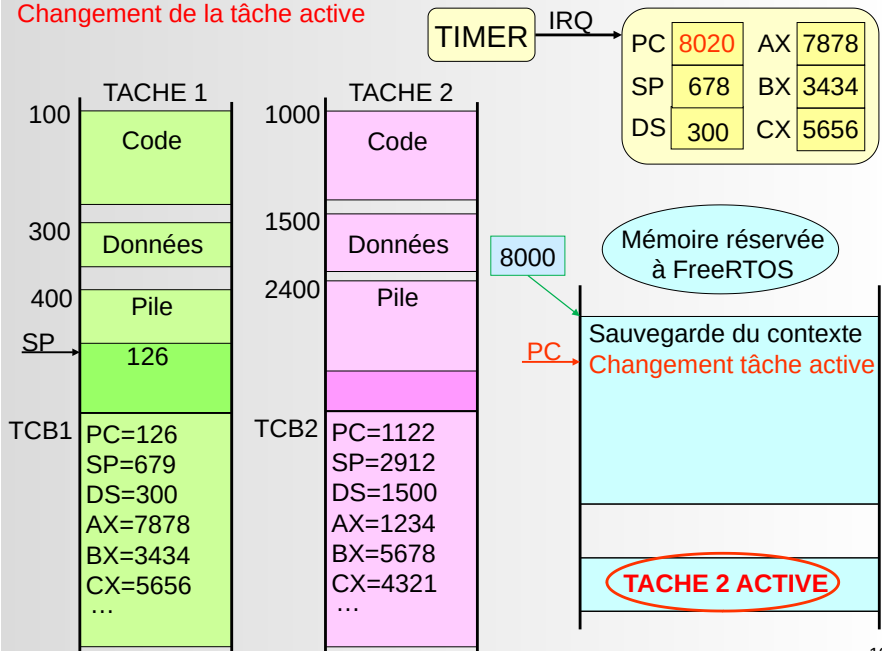 Changement de la tâche active
TIMER
IRQ
PC 8020 AX 7878
SP 678 BX 3434
DS 300 CX 5656
TACHE 1
100
Code
300
Données
400
Pile
SP
126
TCB1
PC=126
SP=679
DS=300
AX=7878
BX=3434
CX=5656
…
TACHE 2
1000
Code
1500
Données
2400
Pile
TCB2
PC=1122
SP=2912
DS=1500
AX=1234
BX=5678
CX=4321
…
8000
Mémoire réservée
à FreeRTOS
PC
Sauvegarde du contexte
Changement tâche active
TACHE 2 ACTIVE